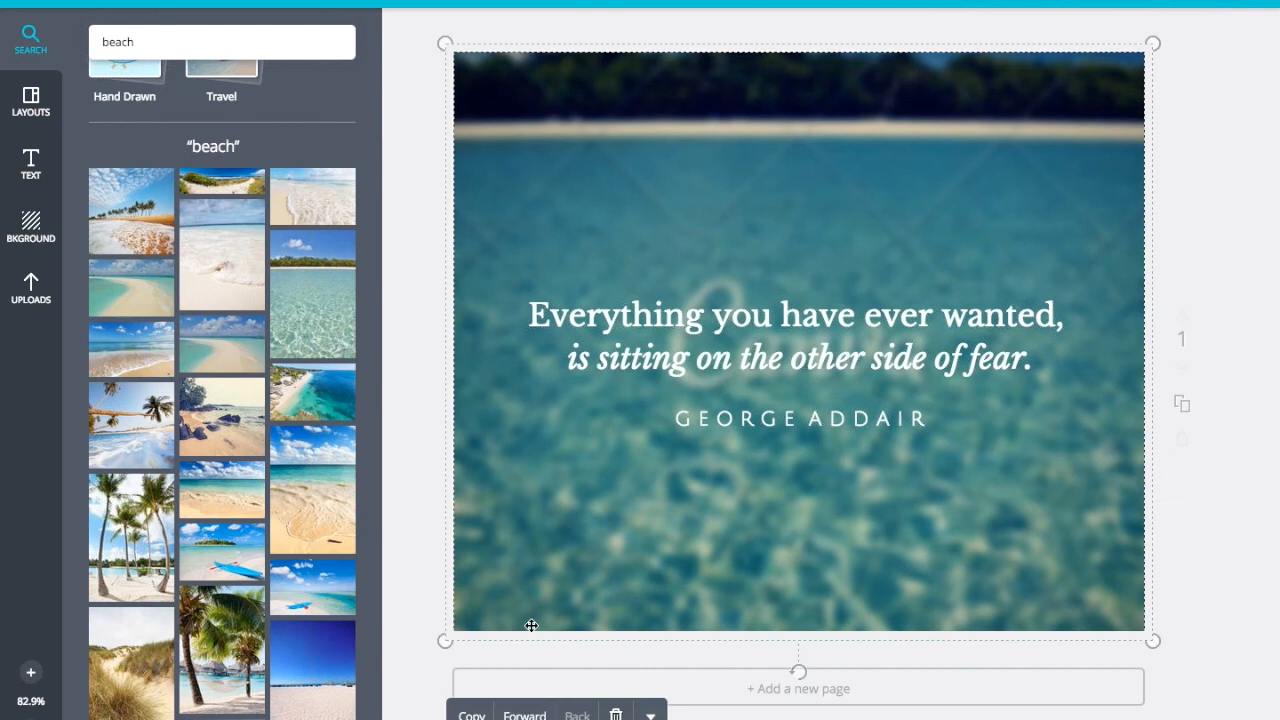 beach
SEARCH
Hand Drawn
Travel
LAYOUTS
"beach"
TEXT
BKGROUND
UPLOADS
Everything you have ever wanted,
is sitting on the other side of fear.
GEORGE ADDAIR
1
+ Add a new page
82.9%
Copy
Forward
Back